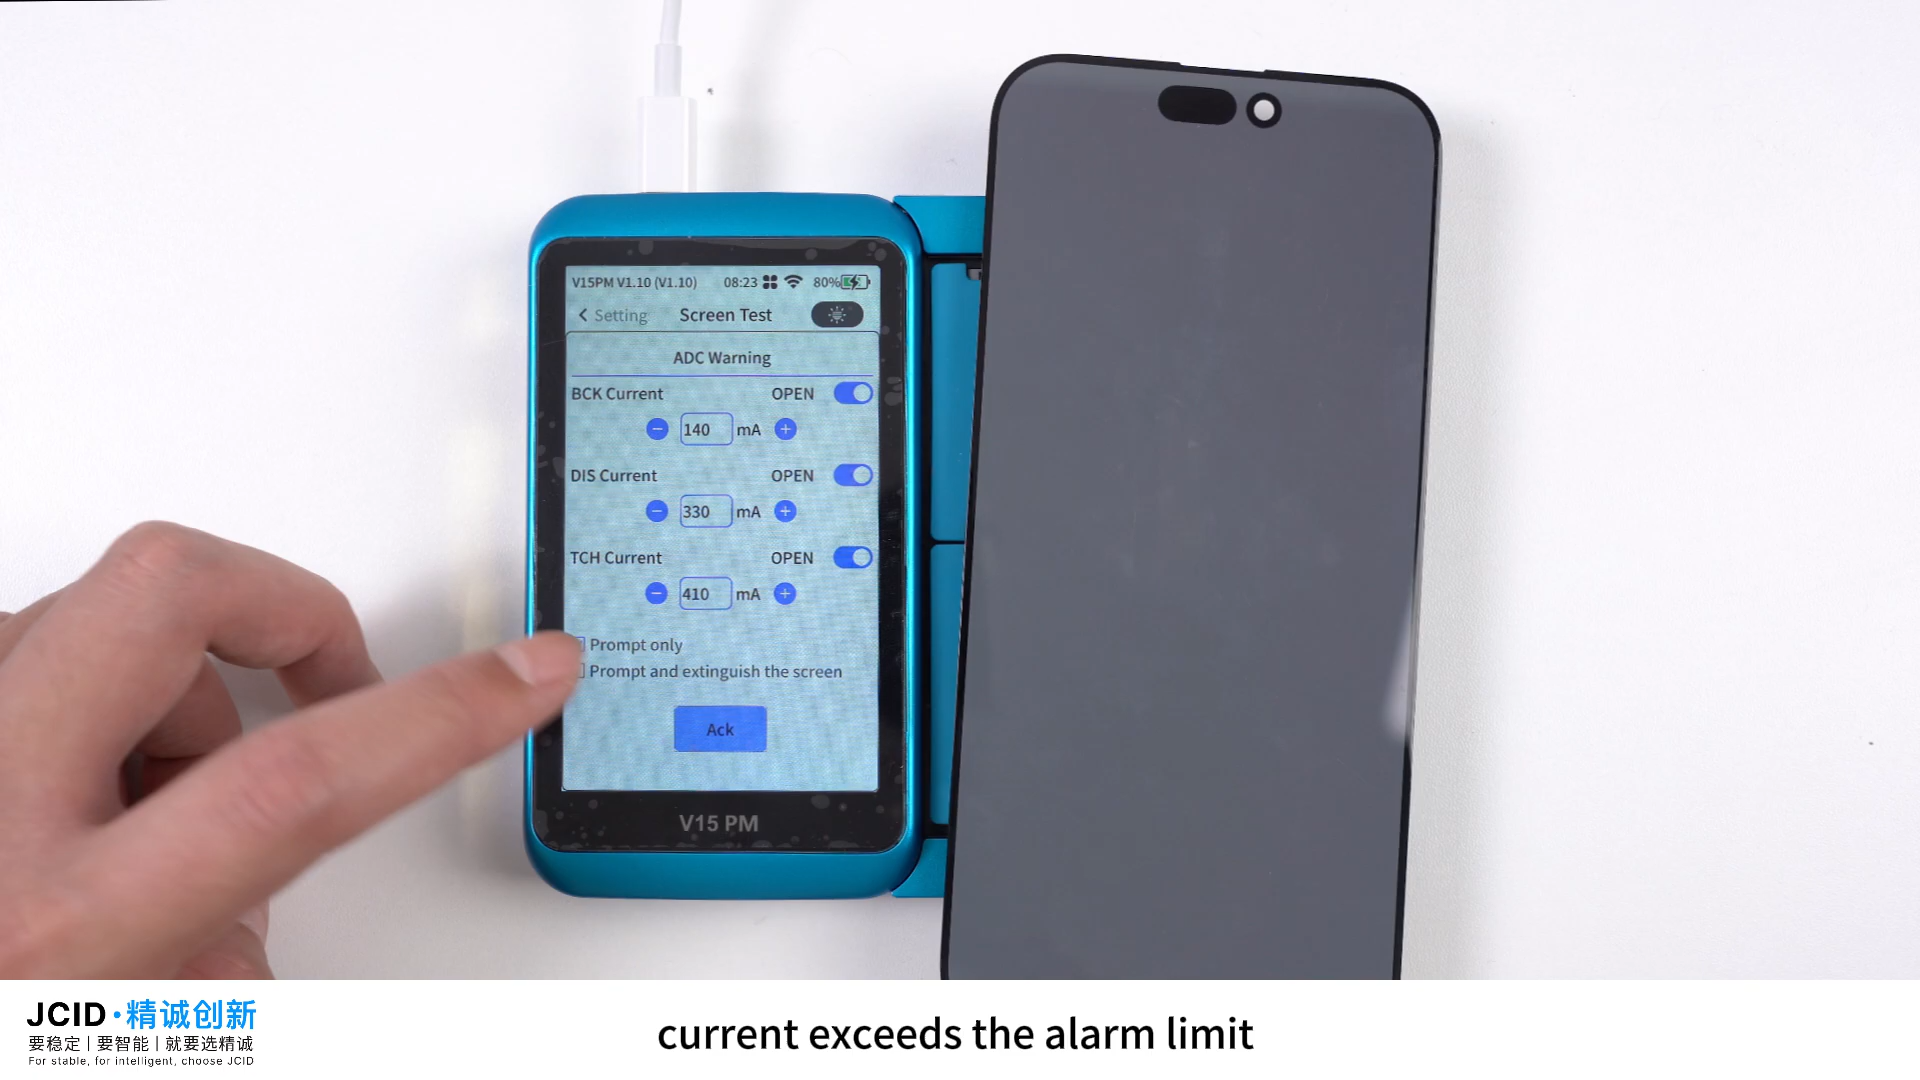 V15PM V1.10 (V1.10) 08:23 80%
Setting Screen Test
ADC Warning
BCK Current OPEN
140 mA
DIS Current OPEN
330 mA
TCH Current OPEN
410 mA
Prompt only
Prompt and extinguish the screen
Ack
V15 PM
JCID·精诚创新
要稳定|要智能|就要选精诚
For stable, for intelligent, choose JCID
current exceeds the alarm limit